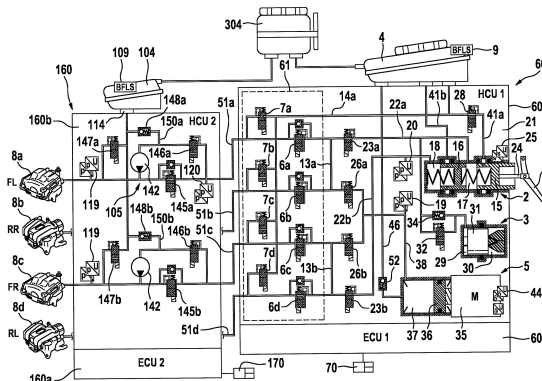 304
109
104
BFLS
61
4
BFLS
9
160
148a
160b
114
HCU 2
51a
7a
14a
41b
28
HCU 1
60
60
147a
150a
22a
41a
21
25
8a
146a
6a
23a
20
18
16
24
FL
120
7b
13a
26a
119
142
145a
17
15
2
8b
105
148b
51b
6b
22b
19
34
31
3
RR
150b
51c
7c
46
119
146b
32
29
8c
6c
26b
52
38
30
5
FR
7d
13b
142
M
44
8d
147b
145b
6d
23b
37
36
35
RL
51d
ECU 2
ECU 1
60
160a
170
70